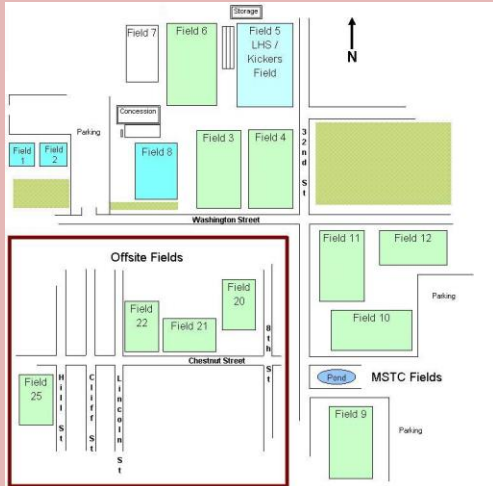 Storage
Field 7
Field 6
Field 5
LHS /
Kickers
Field
N
Concession
Parking
Field
1
Field
2
Field 8
Field 3
Field 4
32nd St
Washington Street
Offsite Fields
Field 11
Field 12
Field
20
Field
22
Field 21
8th St
Field 10
Parking
Chestnut Street
Field
25
Hill St
Cliff St
Lincoln St
Pond
MSTC Fields
Field 9
Parking